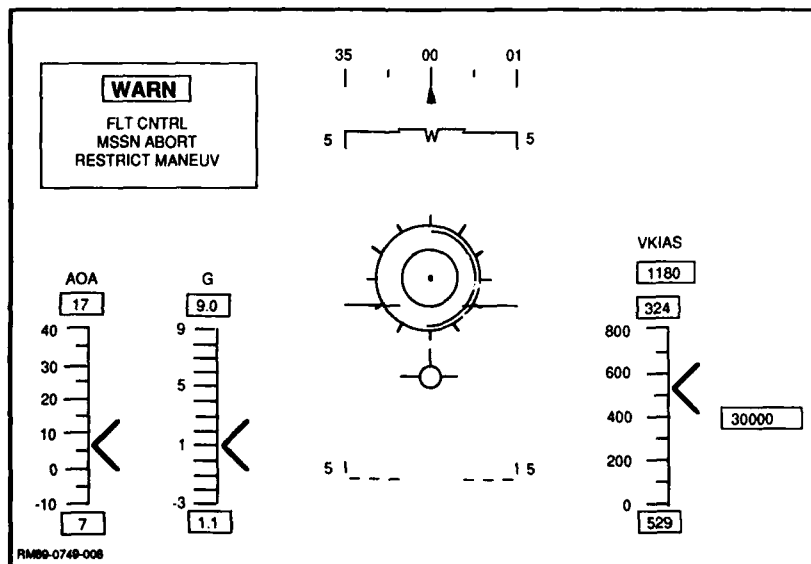 35 00 01
WARN
FLT CNTRL
MSSN ABORT
RESTRICT MANEUV
5 W 5
VKIAS
1180
AOA G
17 9.0 324
40 9 800
30 600
5
20 400
30000
10 1
200
0
-10 -3 0
5 5
7 1.1 529
RM89-0749-006